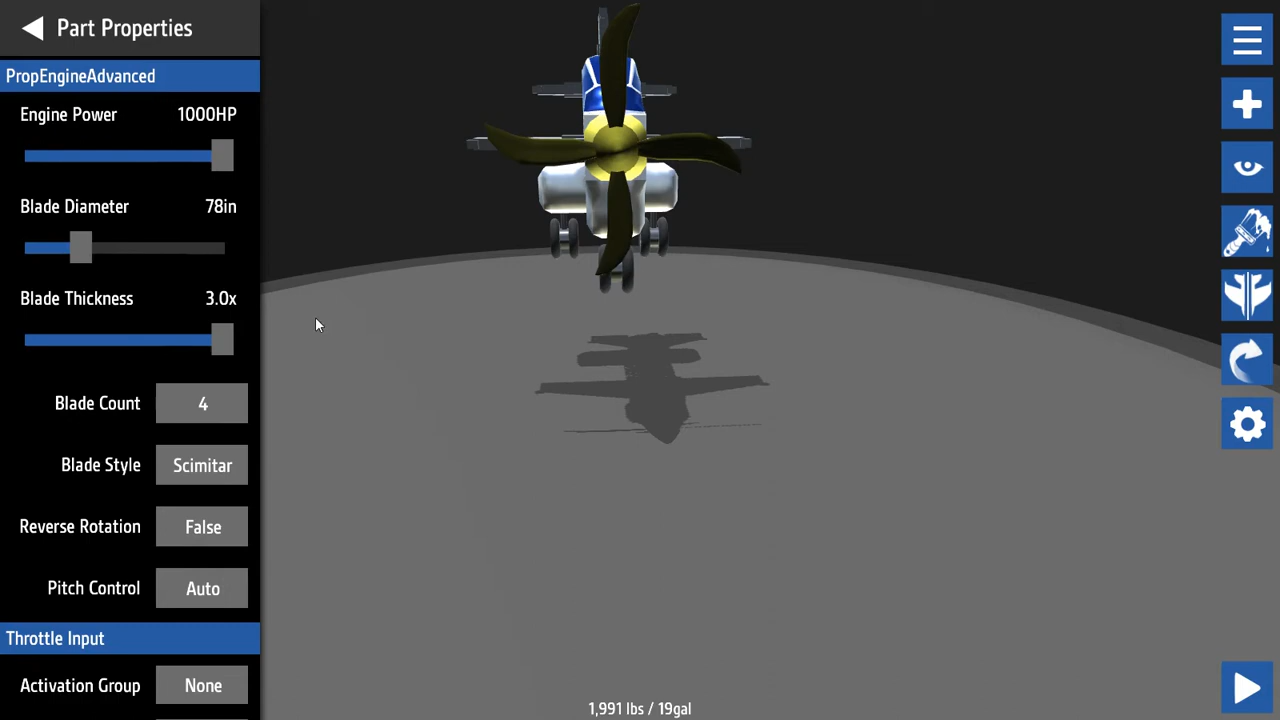 Part Properties
PropEngineAdvanced
Engine Power 1000HP
Blade Diameter 78in
Blade Thickness 3.0x
Blade Count 4
Blade Style Scimitar
Reverse Rotation False
Pitch Control Auto
Throttle Input
Activation Group None
1,991 lbs / 19gal